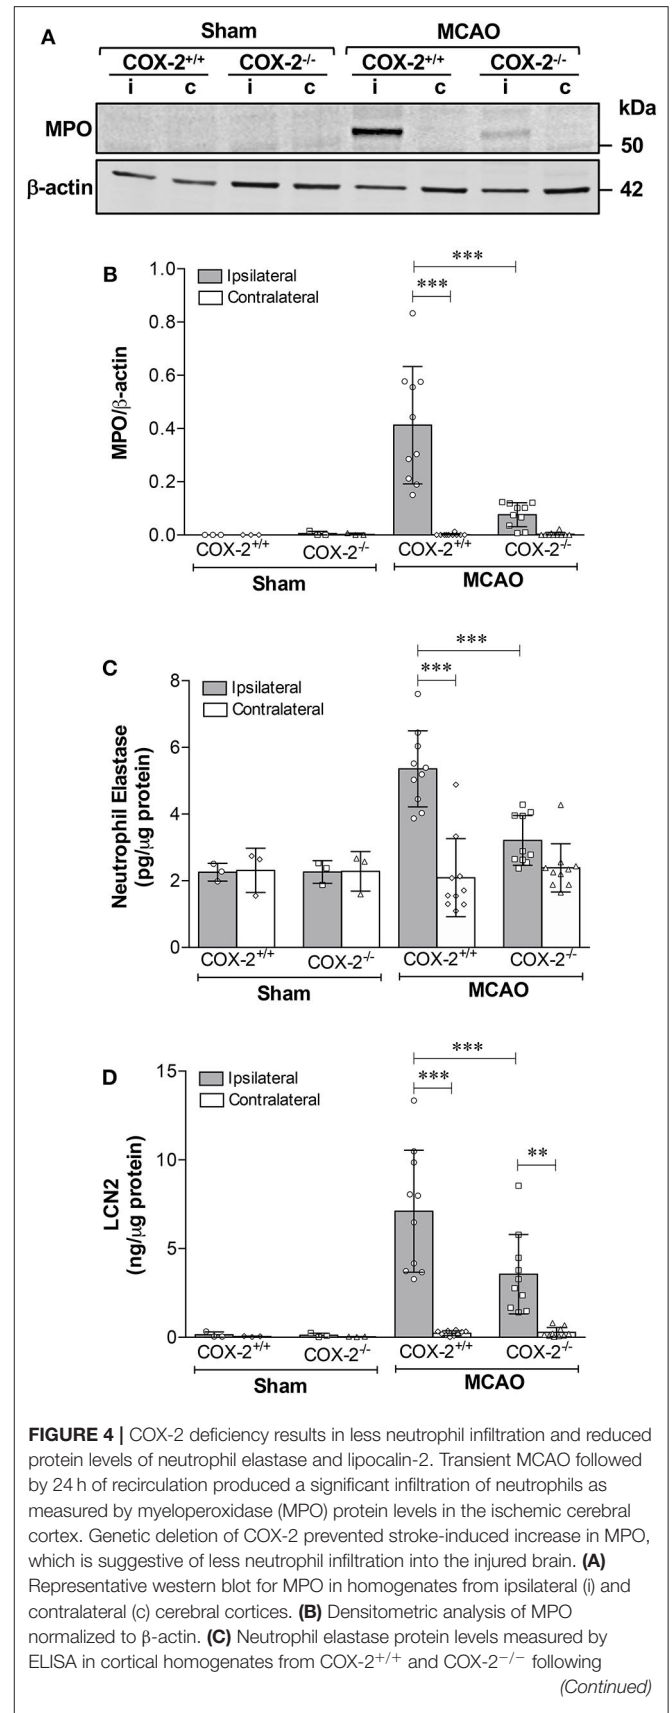 A
Sham MCAO
COX-2+/+ COX-2-/- COX-2+/+ COX-2-/-
i c i c i c i c
kDa
MPO
50
β-actin 42
B
***
***
Ipsilateral
Contralateral
MPO/β-actin
1.0
0.8
0.6
0.4
0.2
0.0
COX-2+/+ COX-2-/- COX-2+/+ COX-2-/-
Sham MCAO
C
***
***
Ipsilateral
Contralateral
Neutrophil Elastase
(pg/μg protein)
8
6
4
2
0
COX-2+/+ COX-2-/- COX-2+/+ COX-2-/-
Sham MCAO
D
***
***
**
Ipsilateral
Contralateral
LCN2
(ng/μg protein)
15
10
5
0
COX-2+/+ COX-2-/- COX-2+/+ COX-2-/-
Sham MCAO
FIGURE 4 | COX-2 deficiency results in less neutrophil infiltration and reduced
protein levels of neutrophil elastase and lipocalin-2. Transient MCAO followed
by 24 h of recirculation produced a significant infiltration of neutrophils as
measured by myeloperoxidase (MPO) protein levels in the ischemic cerebral
cortex. Genetic deletion of COX-2 prevented stroke-induced increase in MPO,
which is suggestive of less neutrophil infiltration into the injured brain. (A)
Representative western blot for MPO in homogenates from ipsilateral (i) and
contralateral (c) cerebral cortices. (B) Densitometric analysis of MPO
normalized to β-actin. (C) Neutrophil elastase protein levels measured by
ELISA in cortical homogenates from COX-2+/+ and COX-2−/− following
(Continued)